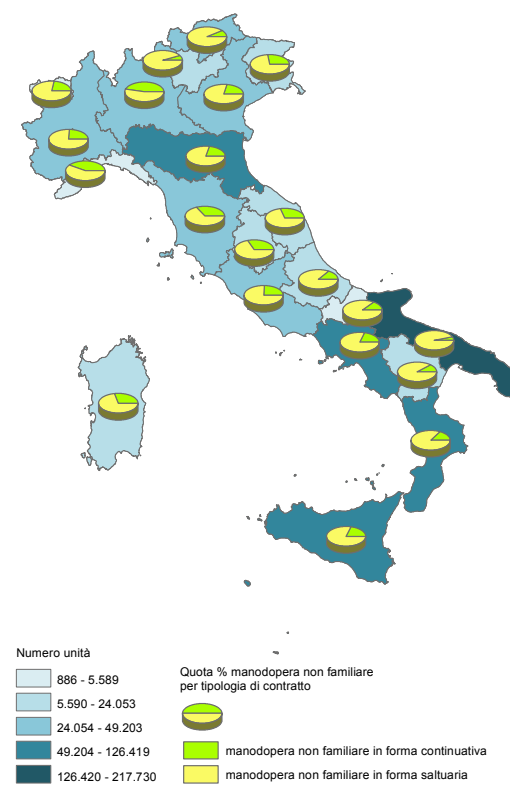 Numero unità
886 - 5.589
5.590 - 24.053
24.054 - 49.203
49.204 - 126.419
126.420 - 217.730
Quota % manodopera non familiare
per tipologia di contratto
manodopera non familiare in forma continuativa
manodopera non familiare in forma saltuaria